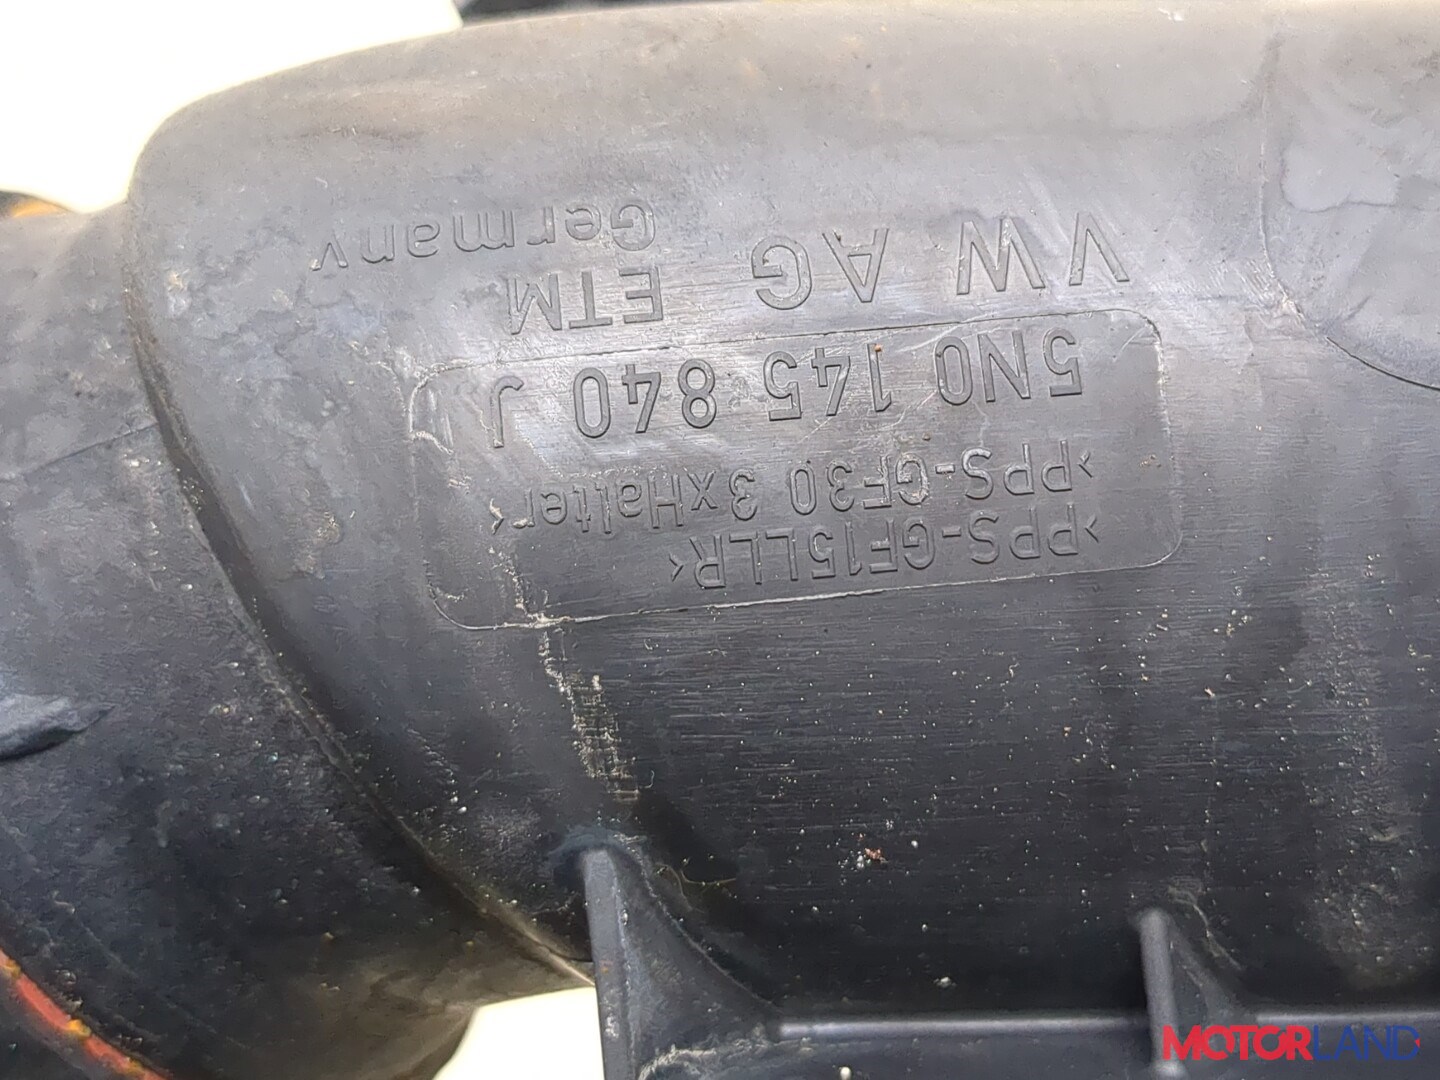 >PPS-GF15LLR<
>PPS-GF30 3xHalter<
5N0 145 840 J
VW AG ETM
Germany
MOTORLAND